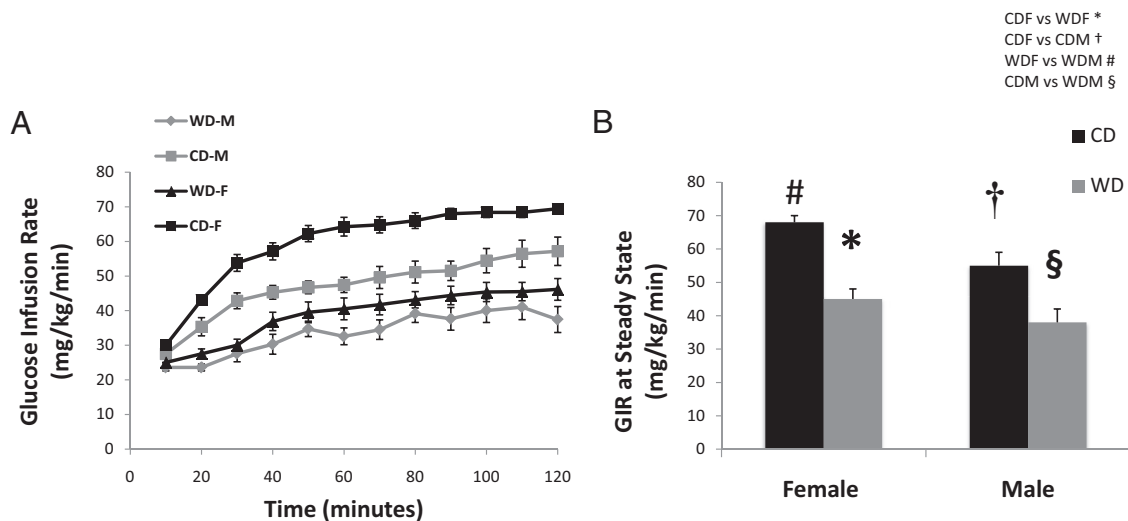 CDF vs WDF *
CDF vs CDM †
WDF vs WDM #
CDM vs WDM §
A
WD-M
CD-M
WD-F
CD-F
Glucose Infusion Rate
(mg/kg/min)
80
70
60
50
40
30
20
10
0
0 20 40 60 80 100 120
Time (minutes)
B
CD
WD
GIR at Steady State
(mg/kg/min)
80
70
60
50
40
30
20
10
0
# * † §
Female Male